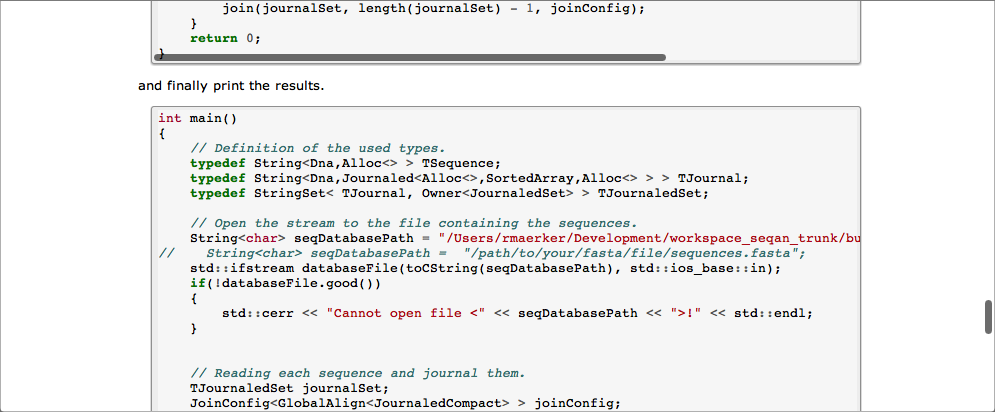 join(journalSet, length(journalSet) - 1, joinConfig);
}
return 0;
}
and finally print the results.
int main()
{
// Definition of the used types.
typedef String<Dna,Alloc<> > TSequence;
typedef String<Dna,Journaled<Alloc<>,SortedArray,Alloc<> > > TJournal;
typedef StringSet< TJournal, Owner<JournaledSet> > TJournaledSet;
// Open the stream to the file containing the sequences.
String<char> seqDatabasePath = "/Users/rmaerker/Development/workspace_seqan_trunk/bu
//    String<char> seqDatabasePath =  "/path/to/your/fasta/file/sequences.fasta";
std::ifstream databaseFile(toCString(seqDatabasePath), std::ios_base::in);
if(!databaseFile.good())
{
std::cerr << "Cannot open file <" << seqDatabasePath << ">!" << std::endl;
}
// Reading each sequence and journal them.
TJournaledSet journalSet;
JoinConfig<GlobalAlign<JournaledCompact> > joinConfig;